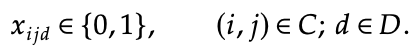 x_{ijd} ∈ {0, 1}, (i, j) ∈ C; d ∈ D.